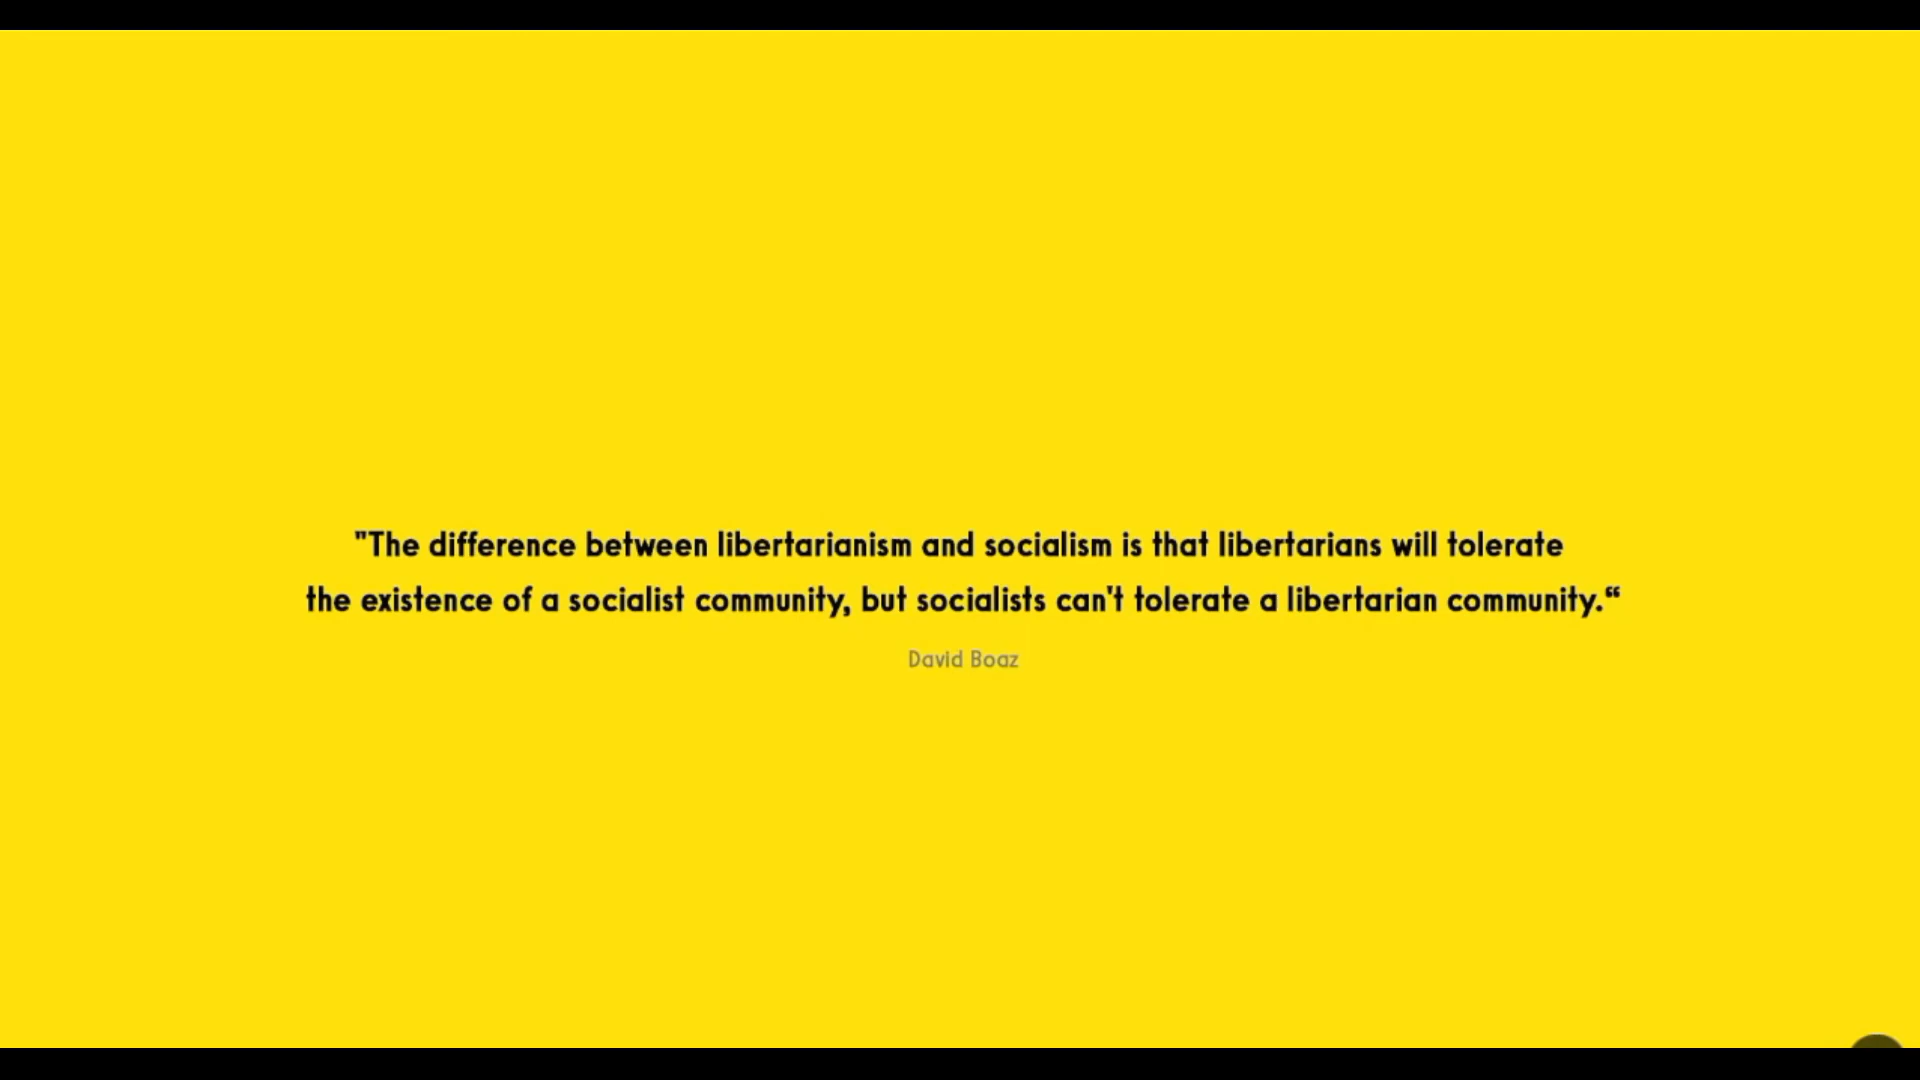 "The difference between libertarianism and socialism is that libertarians will tolerate
the existence of a socialist community, but socialists can't tolerate a libertarian community.“
David Boaz